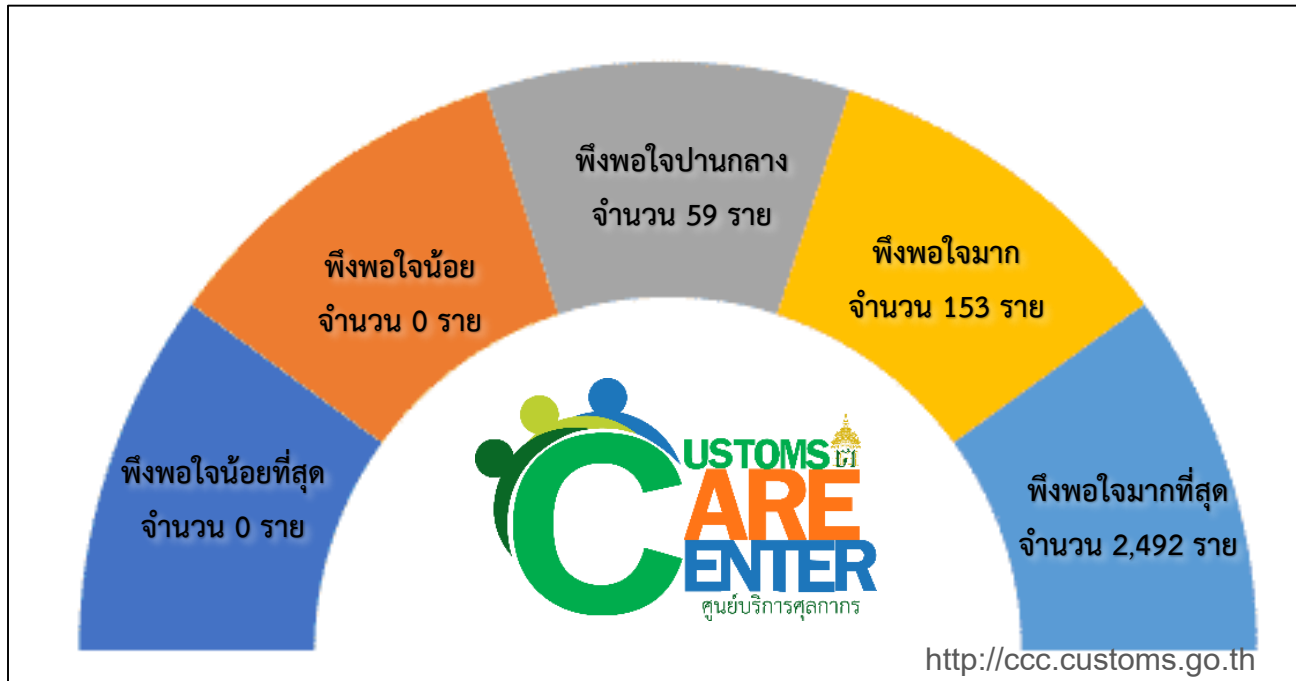 พึงพอใจปานกลาง
จำนวน 59 ราย
พึงพอใจน้อย
จำนวน 0 ราย
พึงพอใจมาก
จำนวน 153 ราย
พึงพอใจน้อยที่สุด
จำนวน 0 ราย
พึงพอใจมากที่สุด
จำนวน 2,492 ราย
CUSTOMS
CARE
CENTER
ศูนย์บริการศุลกากร
http://ccc.customs.go.th